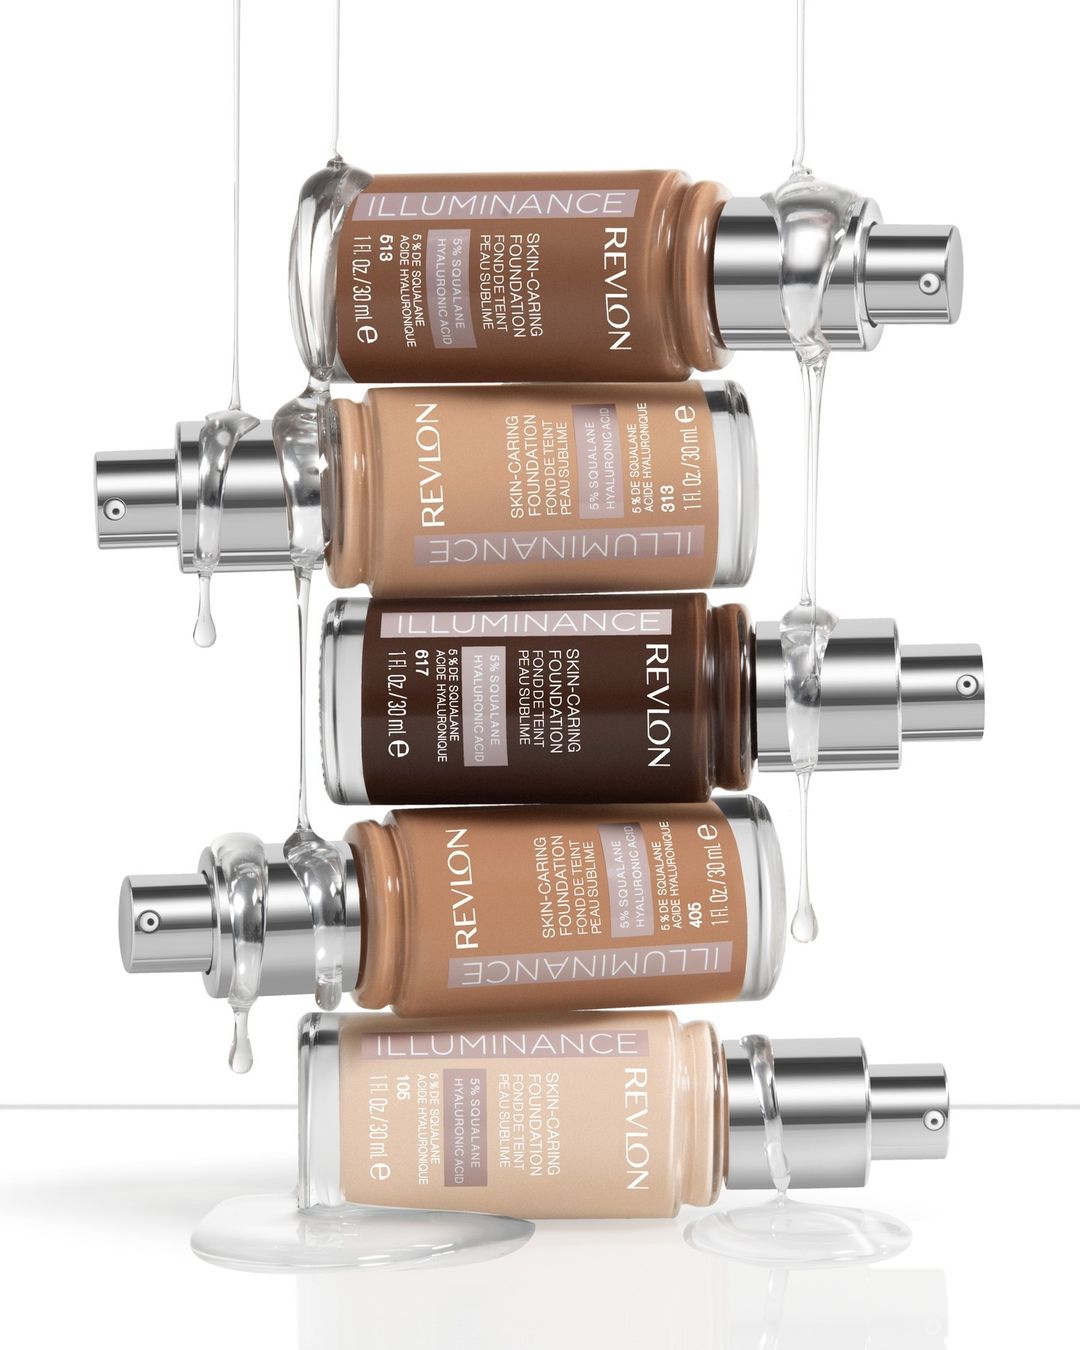 ILLUMINANCE
REVLON
SKIN-CARING
FOUNDATION
FOND DE TEINT
PEAU SUBLIME
5% SQUALANE
HYALURONIC ACID
5% DE SQUALANE
ACIDE HYALURONIQUE
513
1 Fl. Oz./30 mL e
REVLON
SKIN-CARING
FOUNDATION
FOND DE TEINT
PEAU SUBLIME
5% SQUALANE
HYALURONIC ACID
5% DE SQUALANE
ACIDE HYALURONIQUE
313
1 Fl. Oz./30 mL e
ILLUMINANCE
ILLUMINANCE
REVLON
SKIN-CARING
FOUNDATION
FOND DE TEINT
PEAU SUBLIME
5% SQUALANE
HYALURONIC ACID
5% DE SQUALANE
ACIDE HYALURONIQUE
617
1 Fl. Oz./30 mL e
REVLON
SKIN-CARING
FOUNDATION
FOND DE TEINT
PEAU SUBLIME
5% SQUALANE
HYALURONIC ACID
5% DE SQUALANE
ACIDE HYALURONIQUE
405
1 Fl. Oz./30 mL e
ILLUMINANCE
ILLUMINANCE
REVLON
SKIN-CARING
FOUNDATION
FOND DE TEINT
PEAU SUBLIME
5% SQUALANE
HYALURONIC ACID
5% DE SQUALANE
ACIDE HYALURONIQUE
105
1 Fl. Oz./30 mL e